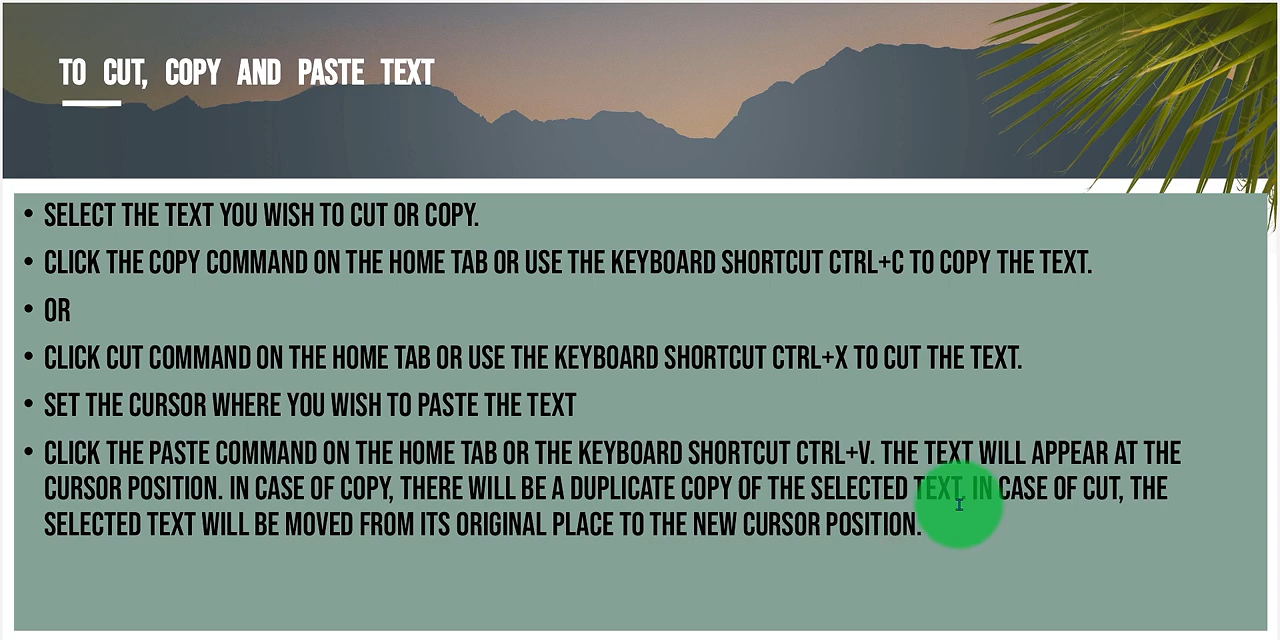 TO CUT, COPY AND PASTE TEXT
• SELECT THE TEXT YOU WISH TO CUT OR COPY.
• CLICK THE COPY COMMAND ON THE HOME TAB OR USE THE KEYBOARD SHORTCUT CTRL+C TO COPY THE TEXT.
• OR
• CLICK CUT COMMAND ON THE HOME TAB OR USE THE KEYBOARD SHORTCUT CTRL+X TO CUT THE TEXT.
• SET THE CURSOR WHERE YOU WISH TO PASTE THE TEXT
• CLICK THE PASTE COMMAND ON THE HOME TAB OR THE KEYBOARD SHORTCUT CTRL+V. THE TEXT WILL APPEAR AT THE
CURSOR POSITION. IN CASE OF COPY, THERE WILL BE A DUPLICATE COPY OF THE SELECTED TEXT. IN CASE OF CUT, THE
SELECTED TEXT WILL BE MOVED FROM ITS ORIGINAL PLACE TO THE NEW CURSOR POSITION.